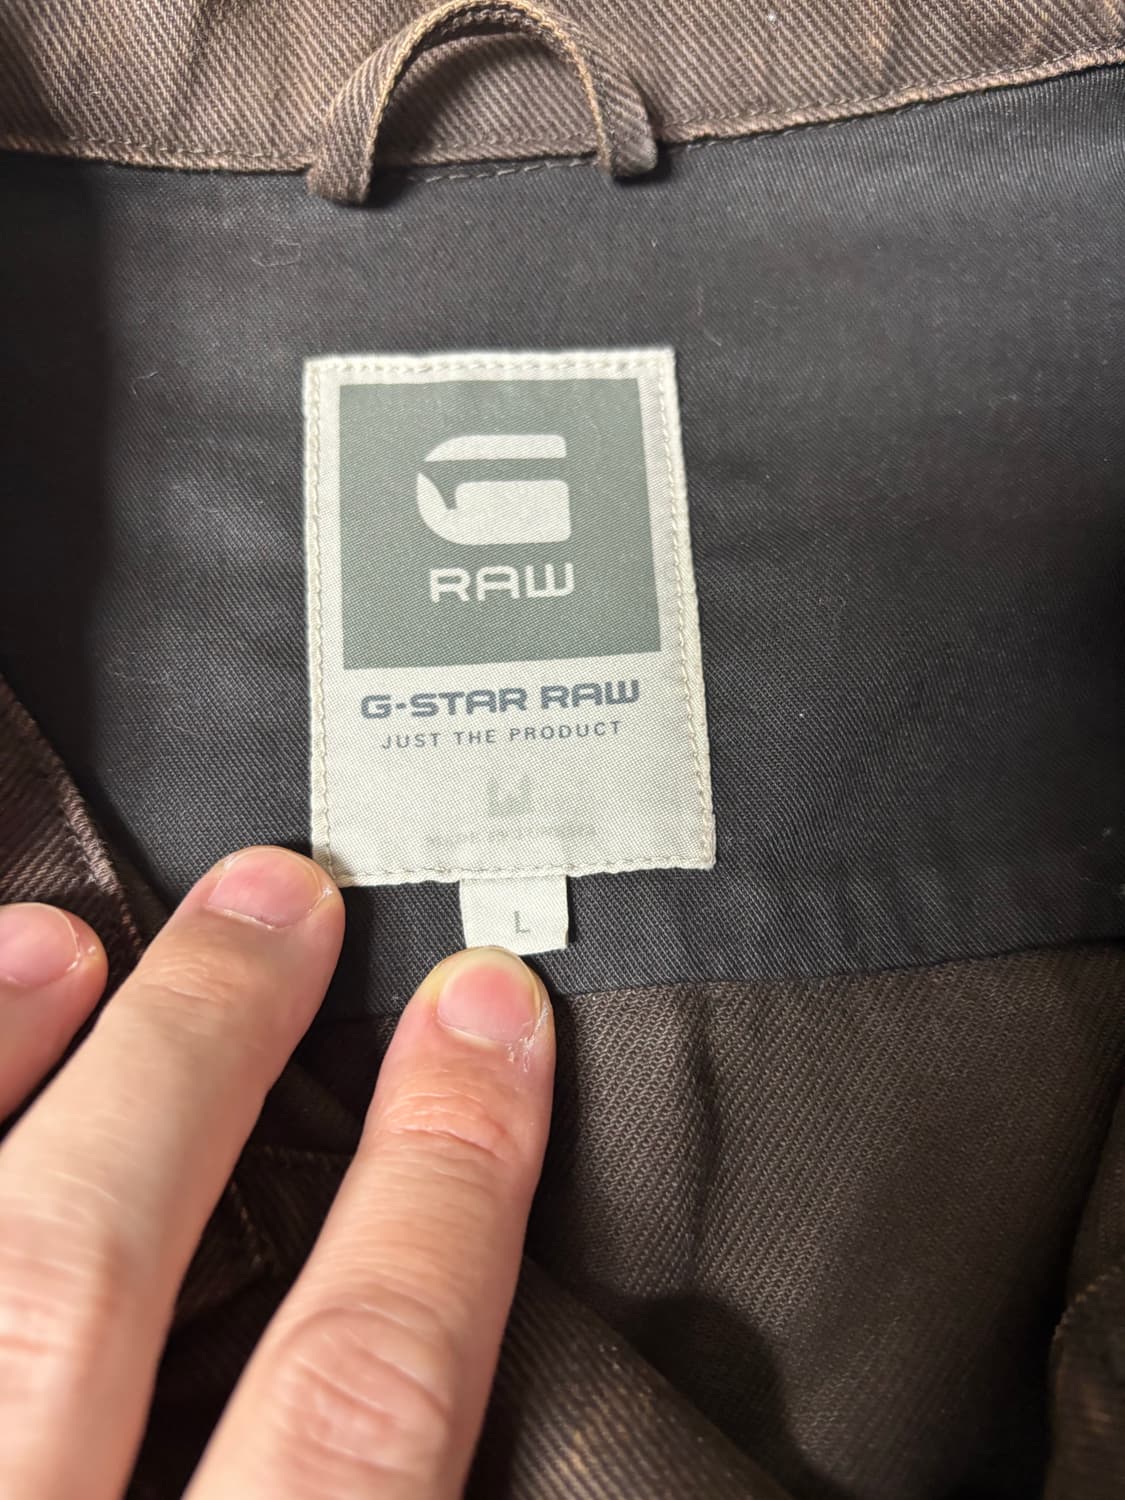 RAW
G-STAR RAW
JUST THE PRODUCT
L